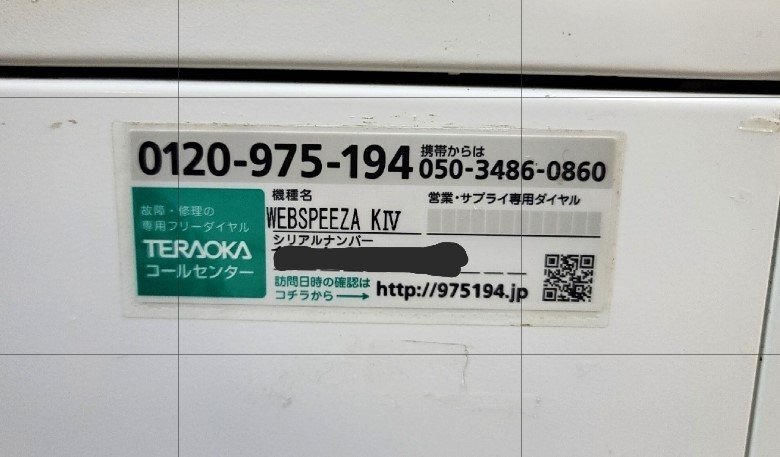 0120-975-194 携帯からは 050-3486-0860
故障・修理の
専用フリーダイヤル
TERAOKA
コールセンター
機種名
WEBSPEEZA KⅣ
シリアルナンバー
営業・サプライ専用ダイヤル
訪問日時の確認は
コチラから→ http://975194.jp